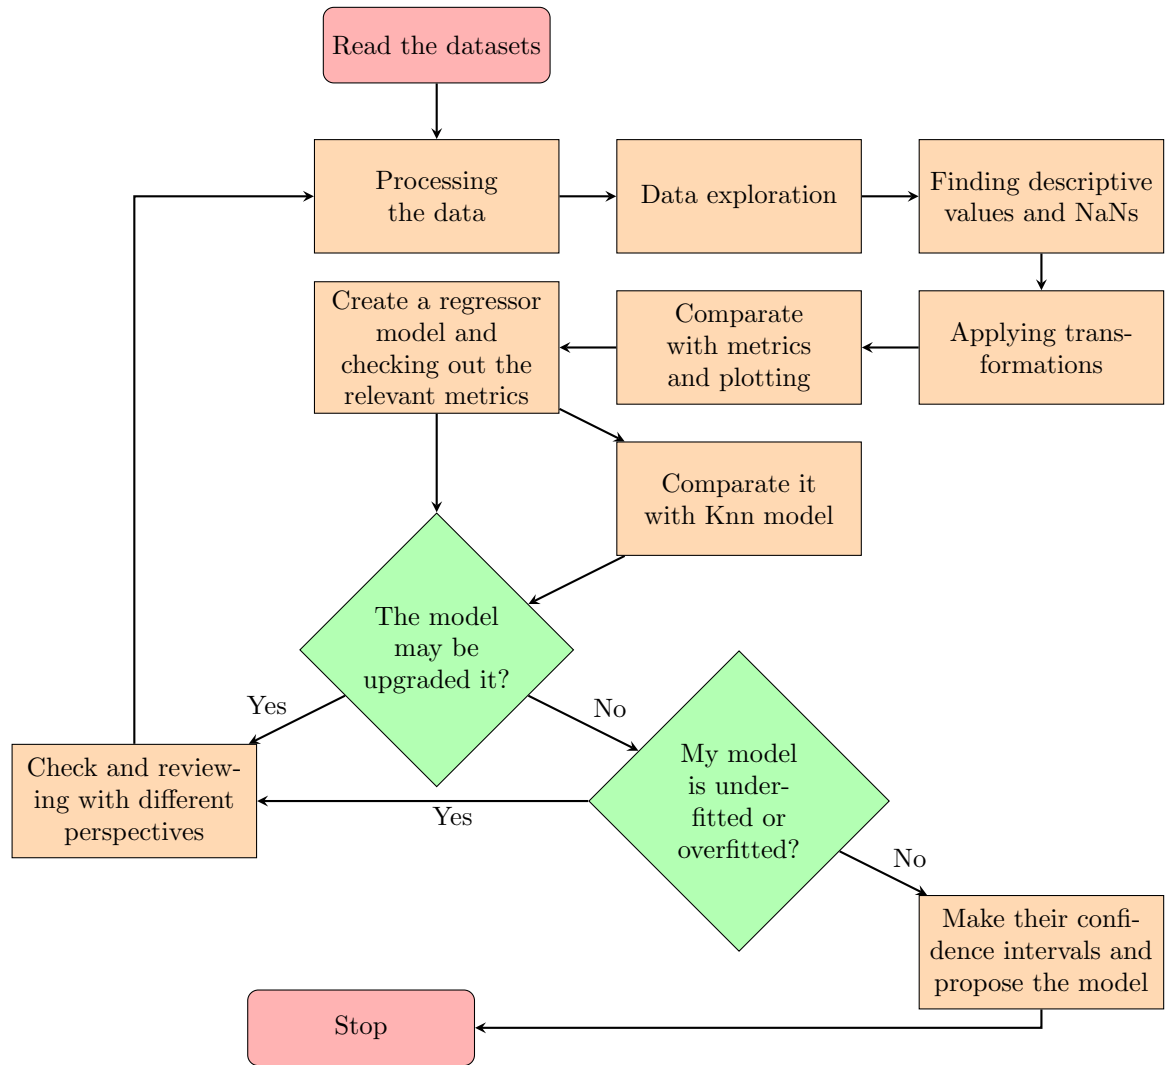 Read the datasets
Processing
the data
Data exploration
Finding descriptive
values and NaNs
Create a regressor
model and
checking out the
relevant metrics
Comparate
with metrics
and plotting
Applying trans-
formations
Comparate it
with Knn model
The model
may be
upgraded it?
Yes
No
My model
is under-
fitted or
overfitted?
Check and review-
ing with different
perspectives
Yes
No
Make their confi-
dence intervals and
propose the model
Stop